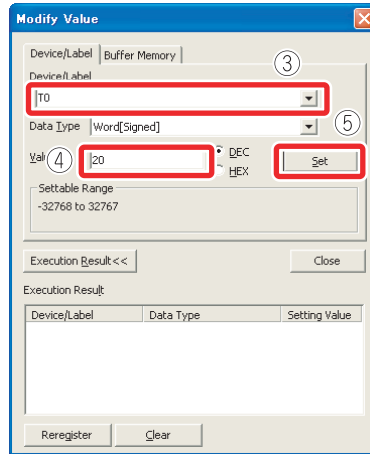 Modify Value
Device/Label Buffer Memory
③
Device/Label
T0
⑤
Data Type Word[Signed]
④ 20 DEC Set
HEX
Settable Range
-32768 to 32767
Execution Result<< Close
Execution Result
Device/Label Data Type Setting Value
Reregister Clear